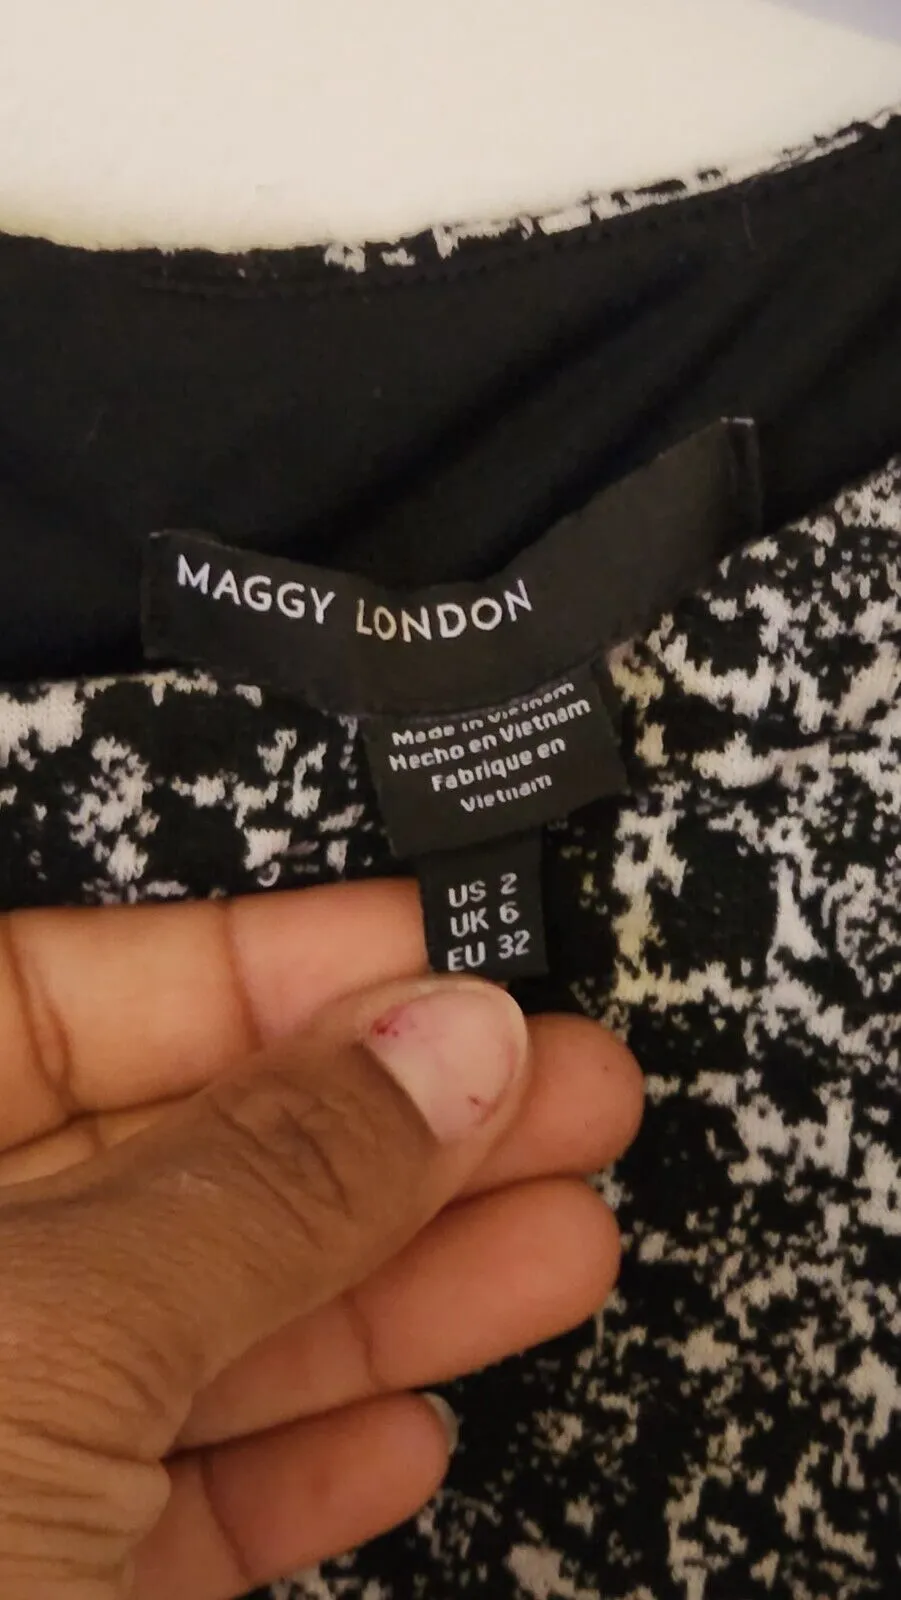 MAGGY LONDON
Made in Vietnam
Hecho en Vietnam
Fabrique en
Vietnam
US 2
UK 6
EU 32